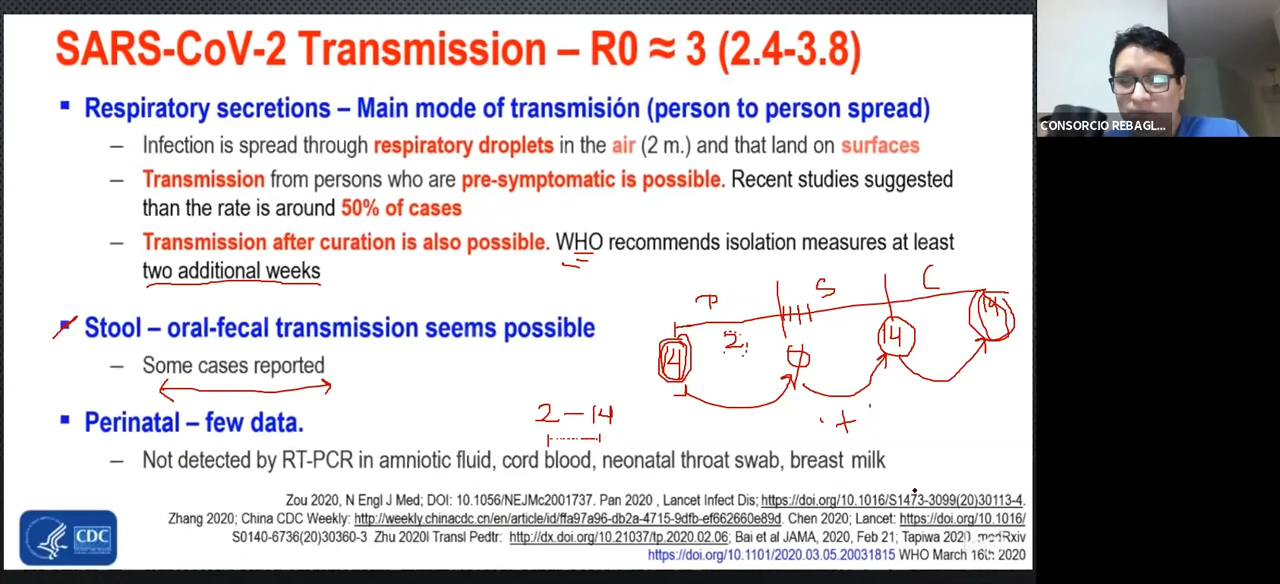 SARS-CoV-2 Transmission – R0 ≈ 3 (2.4-3.8)
▪ Respiratory secretions – Main mode of transmisión (person to person spread)
– Infection is spread through respiratory droplets in the air (2 m.) and that land on surfaces
– Transmission from persons who are pre-symptomatic is possible. Recent studies suggested
than the rate is around 50% of cases
– Transmission after curation is also possible. WHO recommends isolation measures at least
two additional weeks
▪ Stool – oral-fecal transmission seems possible
– Some cases reported
▪ Perinatal – few data.
– Not detected by RT-PCR in amniotic fluid, cord blood, neonatal throat swab, breast milk
P S C
14 2 14 14
2 – 14
+
Zou 2020, N Engl J Med; DOI: 10.1056/NEJMc2001737. Pan 2020 , Lancet Infect Dis; https://doi.org/10.1016/S1473-3099(20)30113-4.
Zhang 2020; China CDC Weekly: http://weekly.chinacdc.cn/en/article/id/ffa97a96-db2a-4715-9dfb-ef662660e89d. Chen 2020; Lancet: https://doi.org/10.1016/
S0140-6736(20)30360-3 Zhu 2020l Transl Pedtr: http://dx.doi.org/10.21037/tp.2020.02.06; Bai et al JAMA, 2020, Feb 21; Tapiwa 2020, medRxiv
https://doi.org/10.1101/2020.03.05.20031815 WHO March 16th 2020
CDC
CONSORCIO REBAGL...